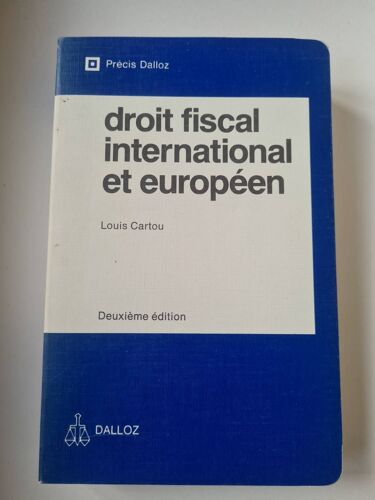 Précis Dalloz
droit fiscal
international
et européen
Louis Cartou
Deuxième édition
DALLOZ